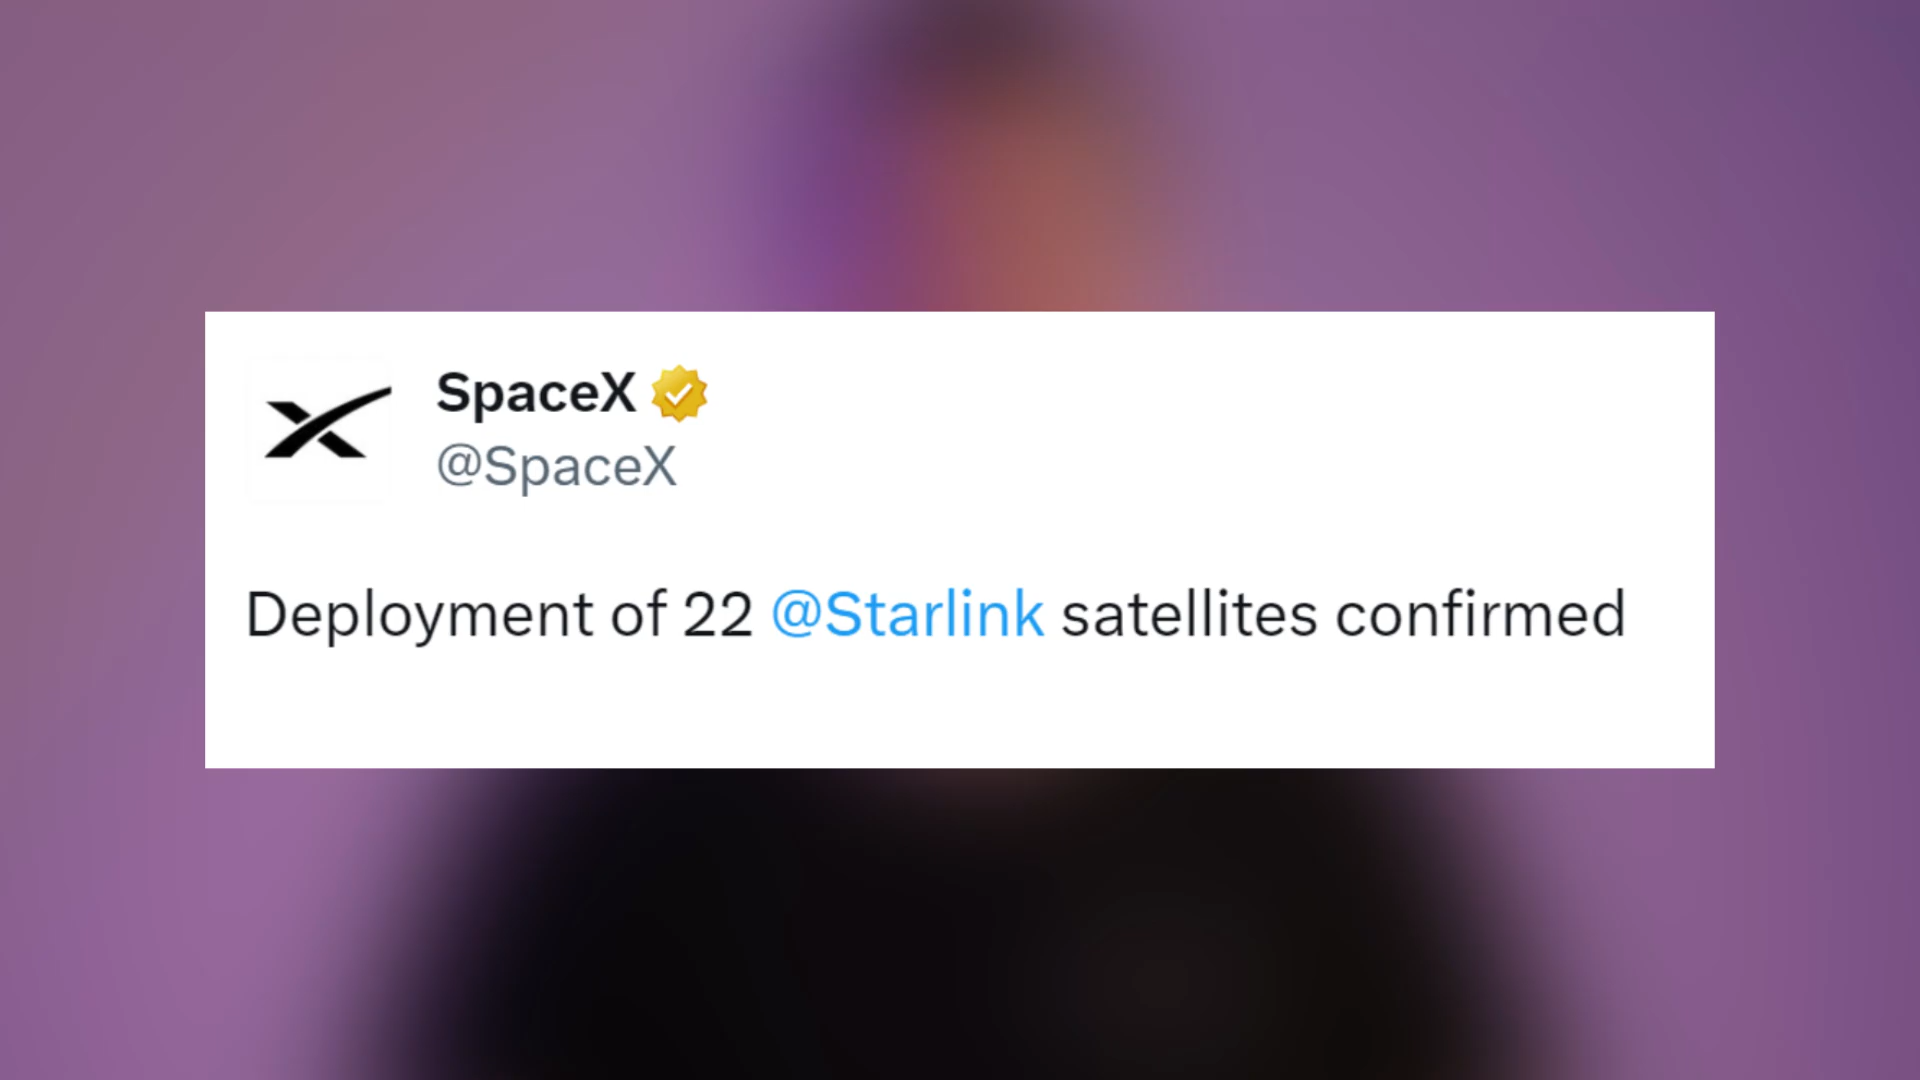 SpaceX
@SpaceX
Deployment of 22 @Starlink satellites confirmed